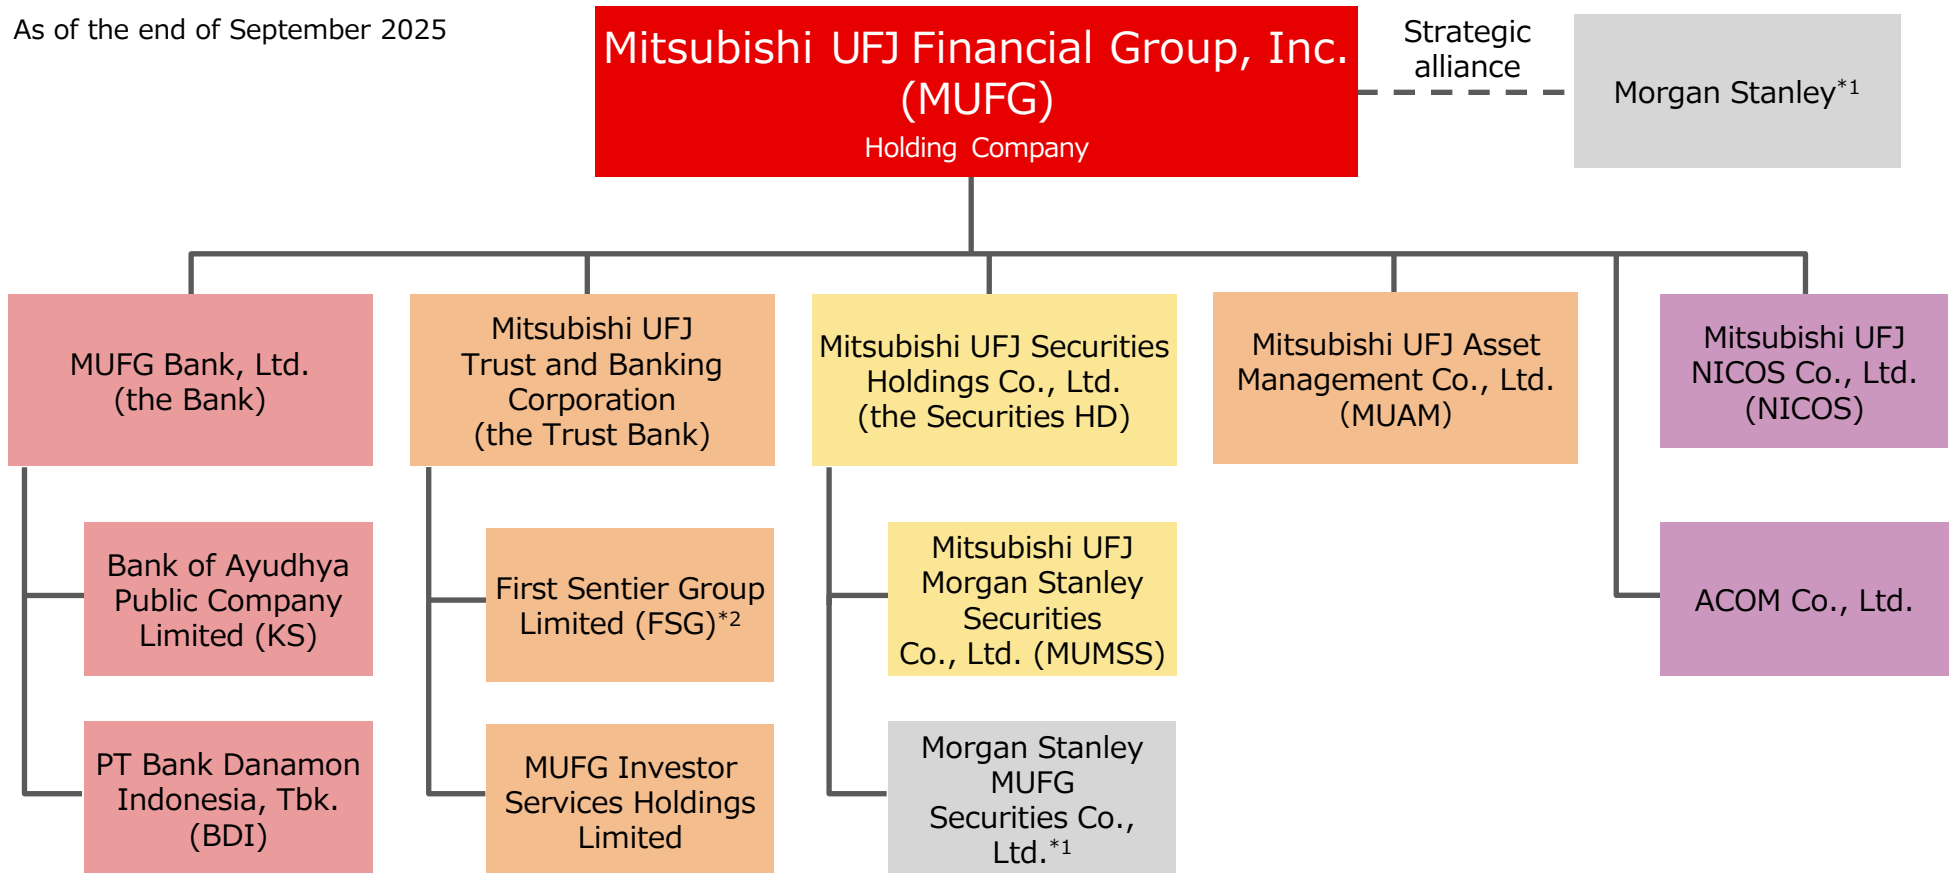 As of the end of September 2025
Mitsubishi UFJ Financial Group, Inc.
(MUFG)
Holding Company
Strategic
alliance
Morgan Stanley*1
MUFG Bank, Ltd.
(the Bank)
Mitsubishi UFJ
Trust and Banking
Corporation
(the Trust Bank)
Mitsubishi UFJ Securities
Holdings Co., Ltd.
(the Securities HD)
Mitsubishi UFJ Asset
Management Co., Ltd.
(MUAM)
Mitsubishi UFJ
NICOS Co., Ltd.
(NICOS)
Bank of Ayudhya
Public Company
Limited (KS)
First Sentier Group
Limited (FSG)*2
Mitsubishi UFJ
Morgan Stanley
Securities
Co., Ltd. (MUMSS)
ACOM Co., Ltd.
PT Bank Danamon
Indonesia, Tbk.
(BDI)
MUFG Investor
Services Holdings
Limited
Morgan Stanley
MUFG
Securities Co.,
Ltd.*1